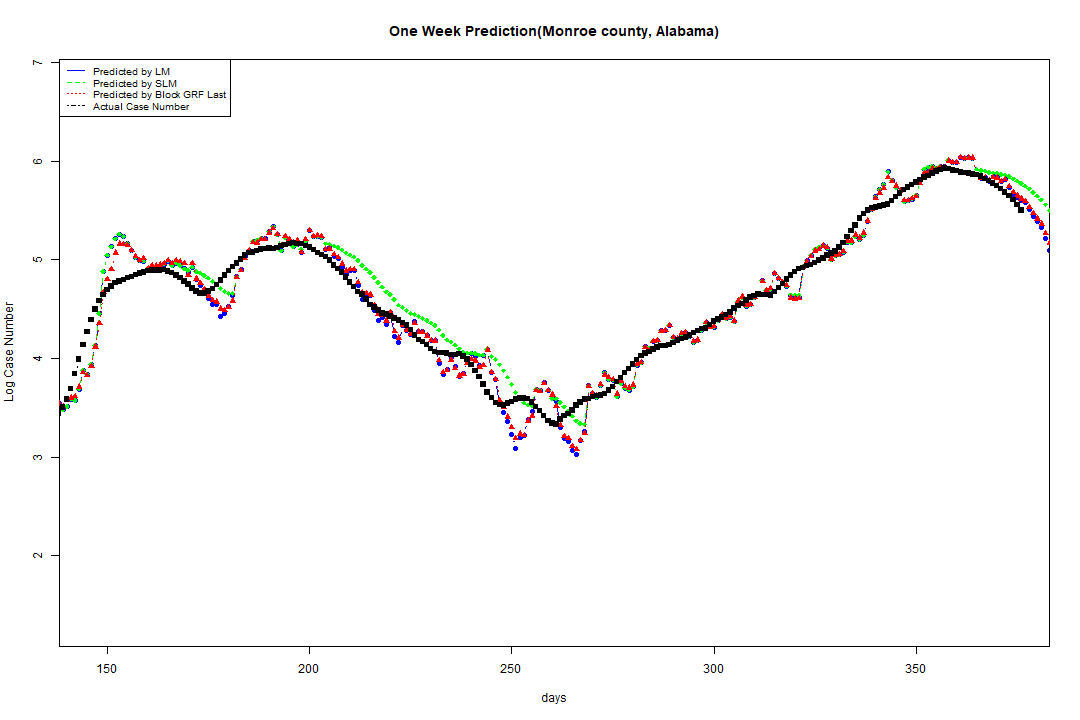 One Week Prediction(Monroe county, Alabama)
Predicted by LM
Predicted by SLM
Predicted by Block GRF Last
Actual Case Number
7
6
5
4
3
2
Log Case Number
150 200 250 300 350
days